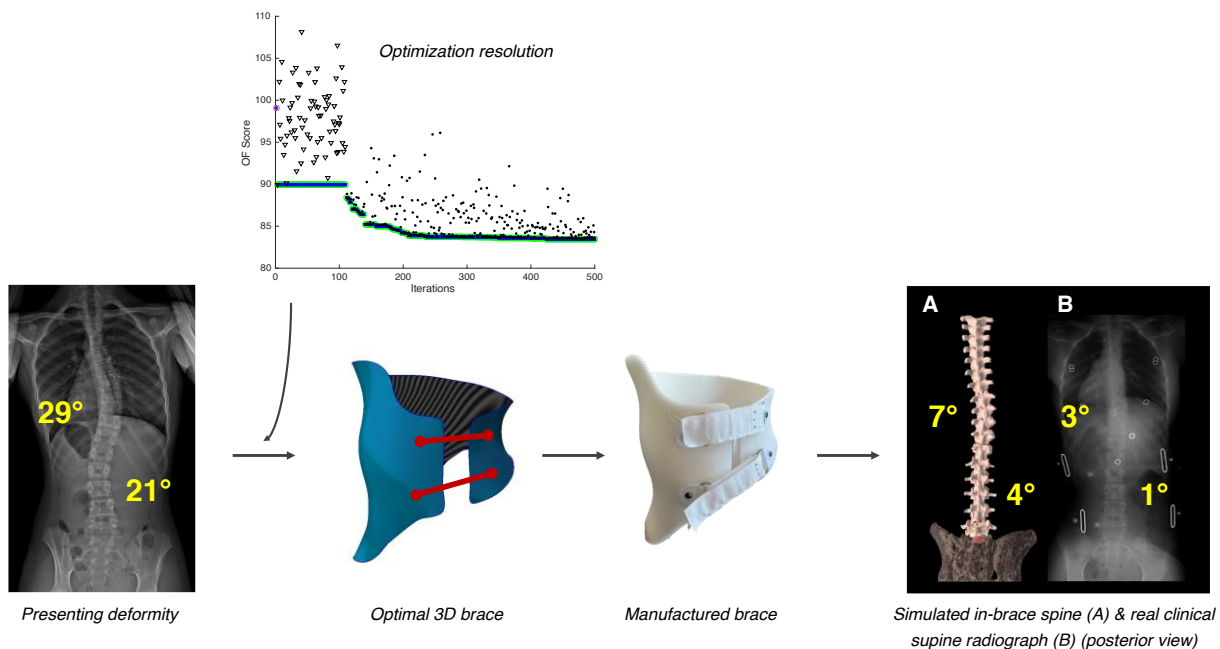 110
105
100
95
90
85
80
OF Score
Optimization resolution
0 100 200 300 400 500
Iterations
29°
21°
A B
7° 3°
4° 1°
Presenting deformity
Optimal 3D brace
Manufactured brace
Simulated in-brace spine (A) & real clinical
supine radiograph (B) (posterior view)